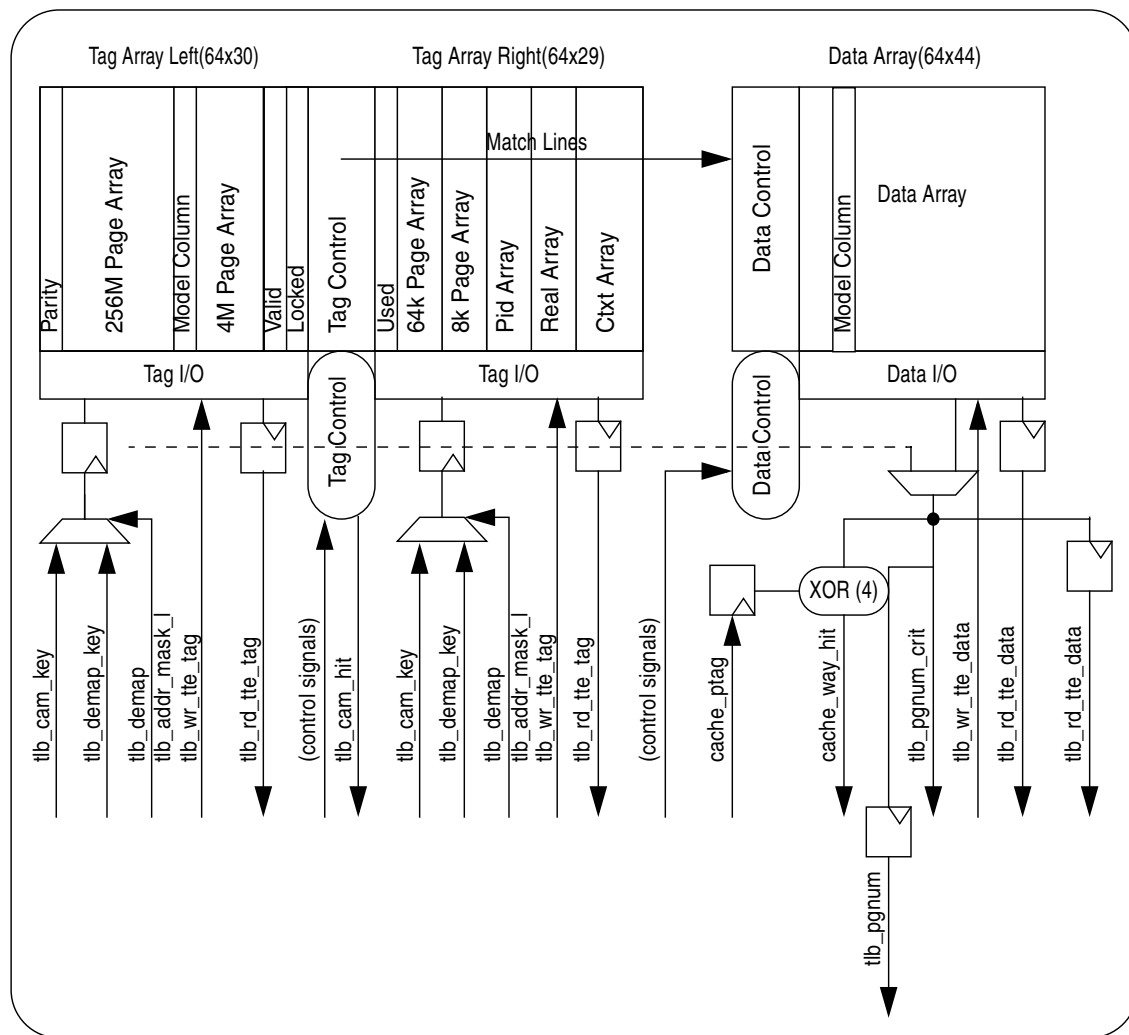 Tag Array Left(64x30)
Tag Array Right(64x29)
Data Array(64x44)
Parity
256M Page Array
Model Column
4M Page Array
Valid
Locked
Tag Control
Used
64k Page Array
8k Page Array
Pid Array
Real Array
Ctxt Array
Match Lines
Data Control
Model Column
Data Array
Tag I/O
Tag Control
Tag I/O
Data Control
Data I/O
XOR (4)
tlb_cam_key
tlb_demap_key
tlb_demap
tlb_addr_mask_l
tlb_wr_tte_tag
tlb_rd_tte_tag
(control signals)
tlb_cam_hit
tlb_cam_key
tlb_demap_key
tlb_demap
tlb_addr_mask_l
tlb_wr_tte_tag
tlb_rd_tte_tag
(control signals)
cache_ptag
cache_way_hit
tlb_pgnum_crit
tlb_wr_tte_data
tlb_rd_tte_data
tlb_rd_tte_data
tlb_pgnum